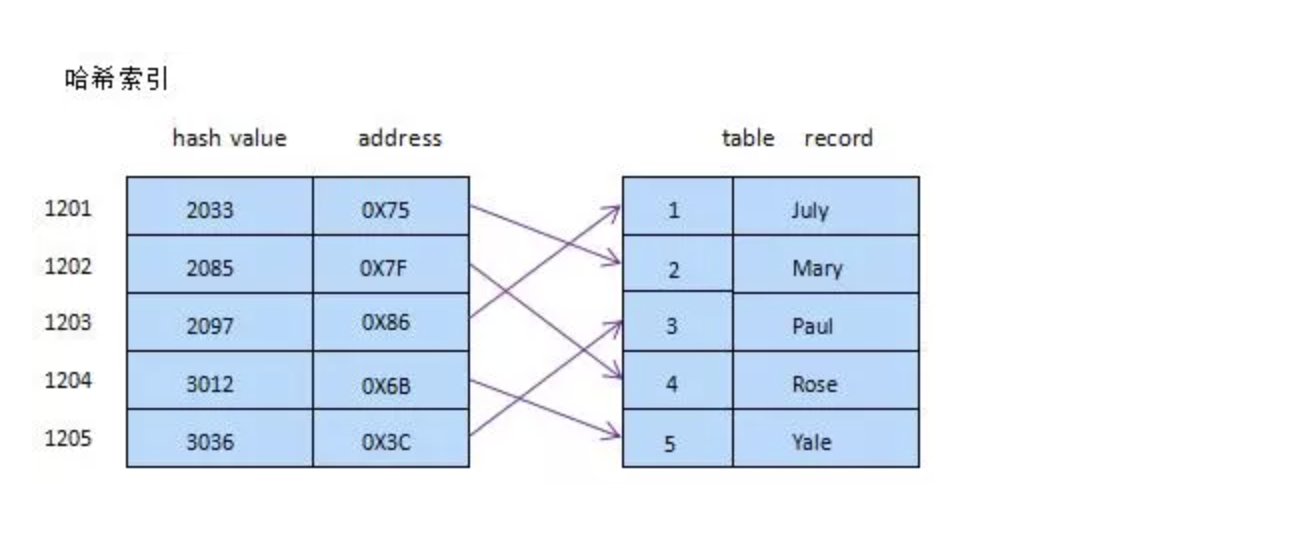 哈希索引
hash value address table record
1201 2033 0X75 1 July
1202 2085 0X7F 2 Mary
1203 2097 0X86 3 Paul
1204 3012 0X6B 4 Rose
1205 3036 0X3C 5 Yale